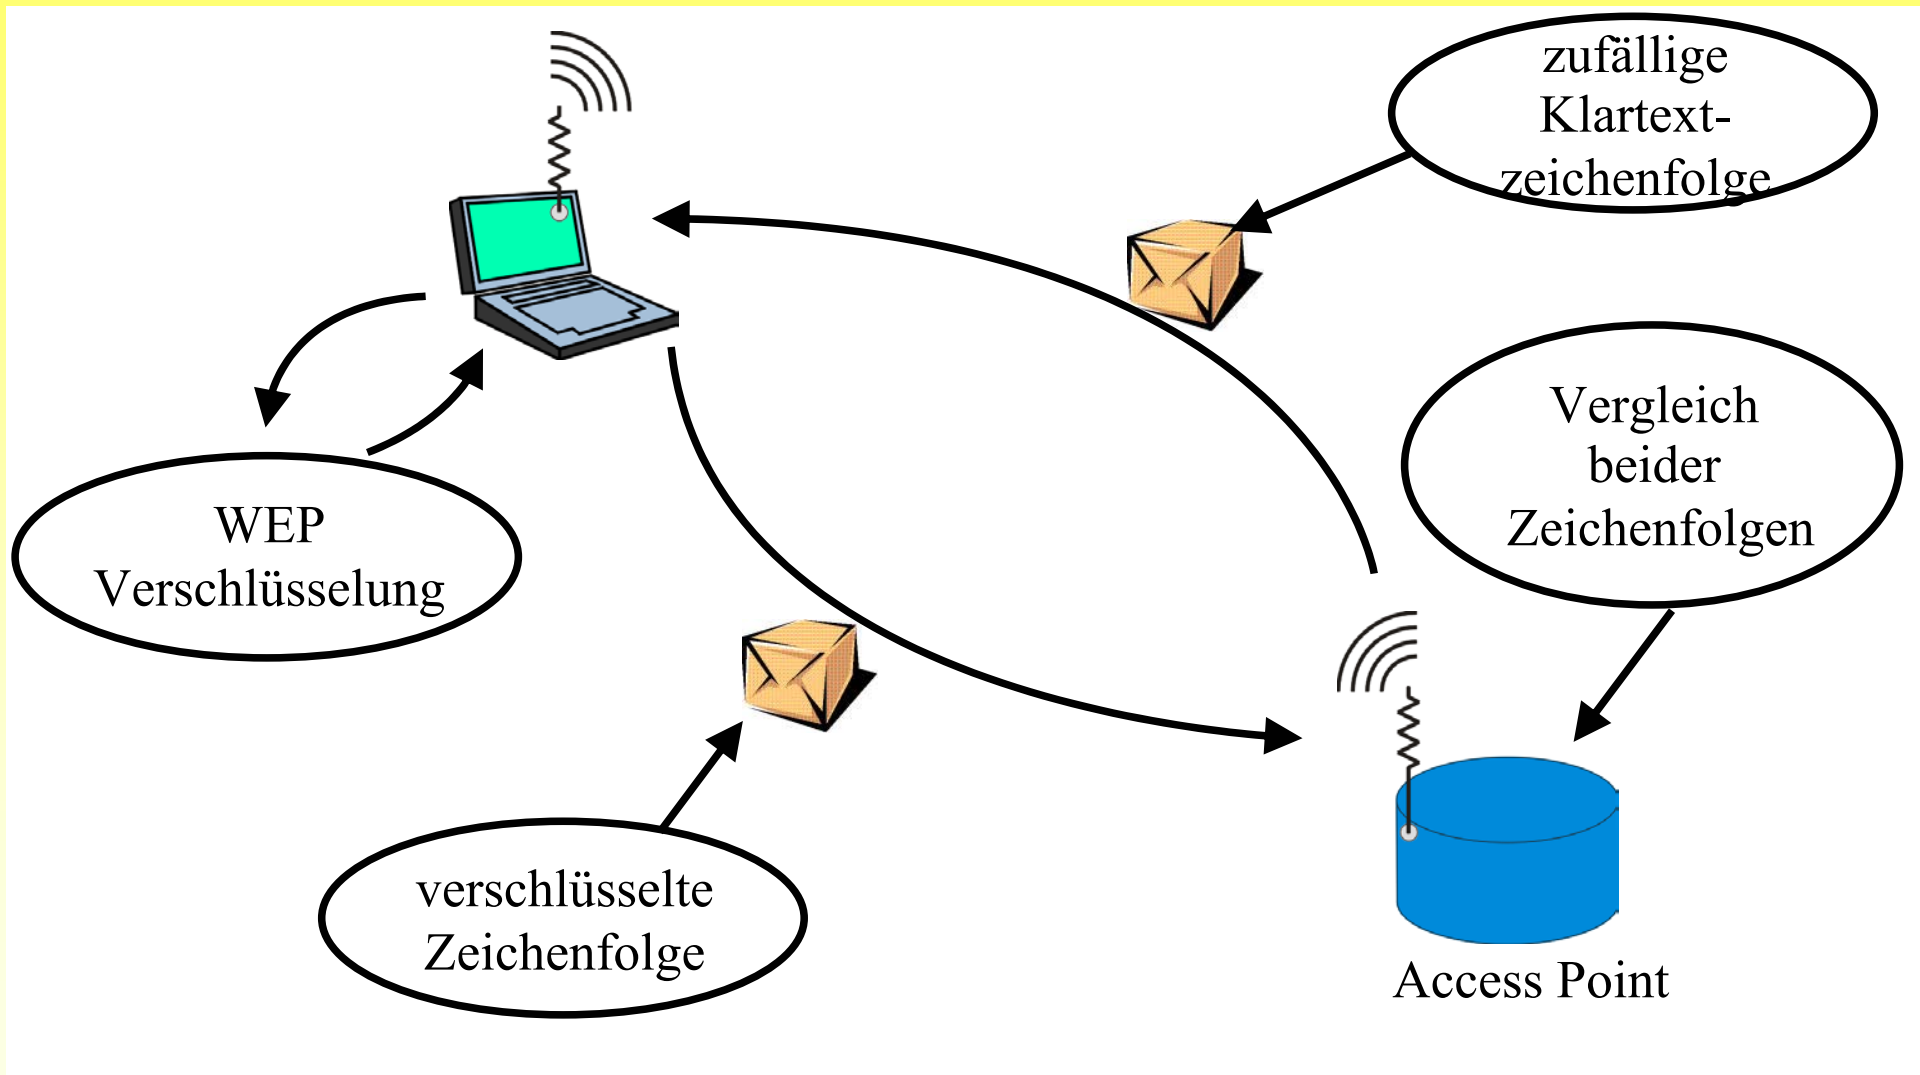 zufällige
Klartext-
zeichenfolge
Vergleich
beider
Zeichenfolgen
WEP
Verschlüsselung
verschlüsselte
Zeichenfolge
Access Point